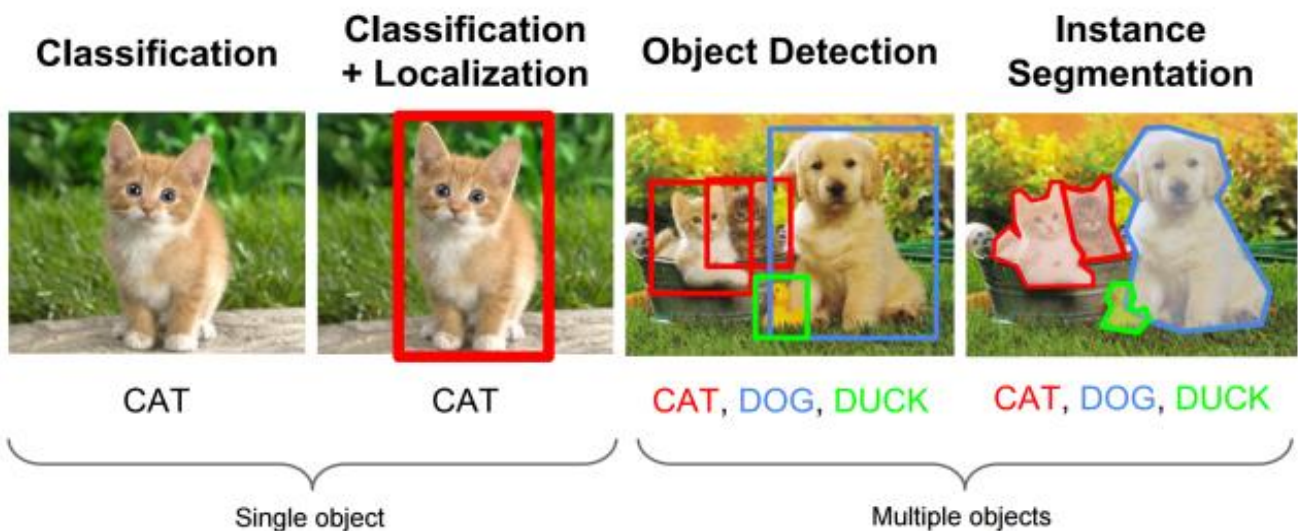 Classification
Classification
+ Localization
Object Detection
Instance
Segmentation
CAT
CAT
CAT, DOG, DUCK
CAT, DOG, DUCK
Single object
Multiple objects